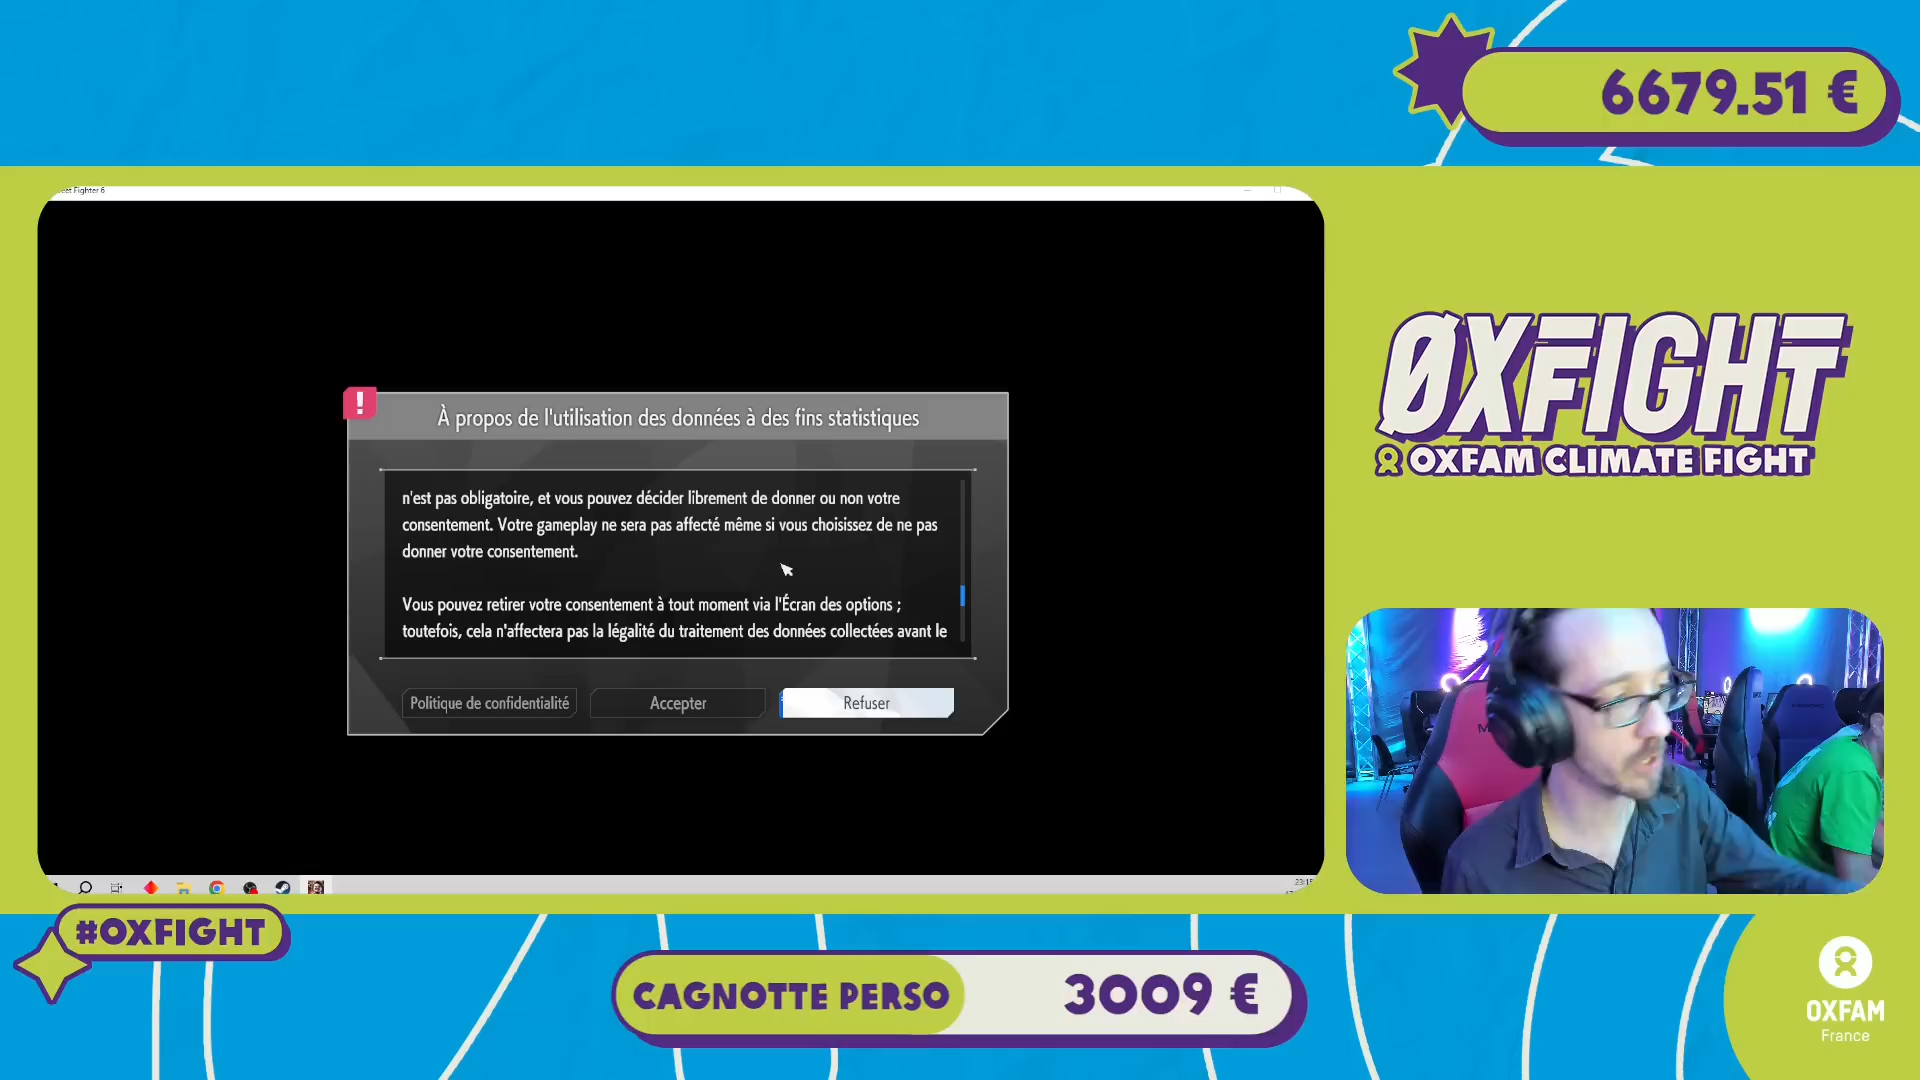 6679.51 €
eet Fighter 6
À propos de l'utilisation des données à des fins statistiques
n'est pas obligatoire, et vous pouvez décider librement de donner ou non votre
consentement. Votre gameplay ne sera pas affecté même si vous choisissez de ne pas
donner votre consentement.
Vous pouvez retirer votre consentement à tout moment via l'Écran des options ;
toutefois, cela n'affectera pas la légalité du traitement des données collectées avant le
Politique de confidentialité
Accepter
Refuser
ØXFIGHT
OXFAM CLIMATE FIGHT
#OXFIGHT
CAGNOTTE PERSO
3009 €
OXFAM
France